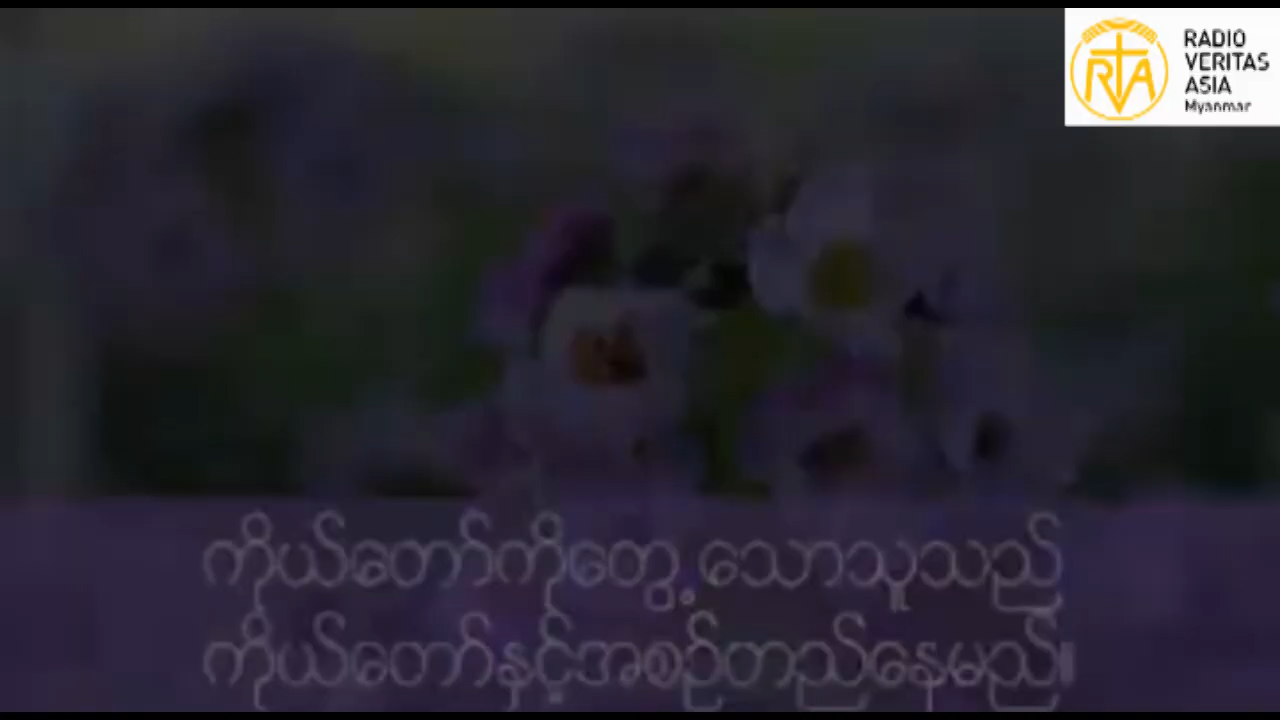 RADIO
VERITAS
ASIA
Myanmar
ကိုယ်တော်ကိုတွေ့သောသူသည်
ကိုယ်တော်နှင့်အစဉ်တည်နေမည်။